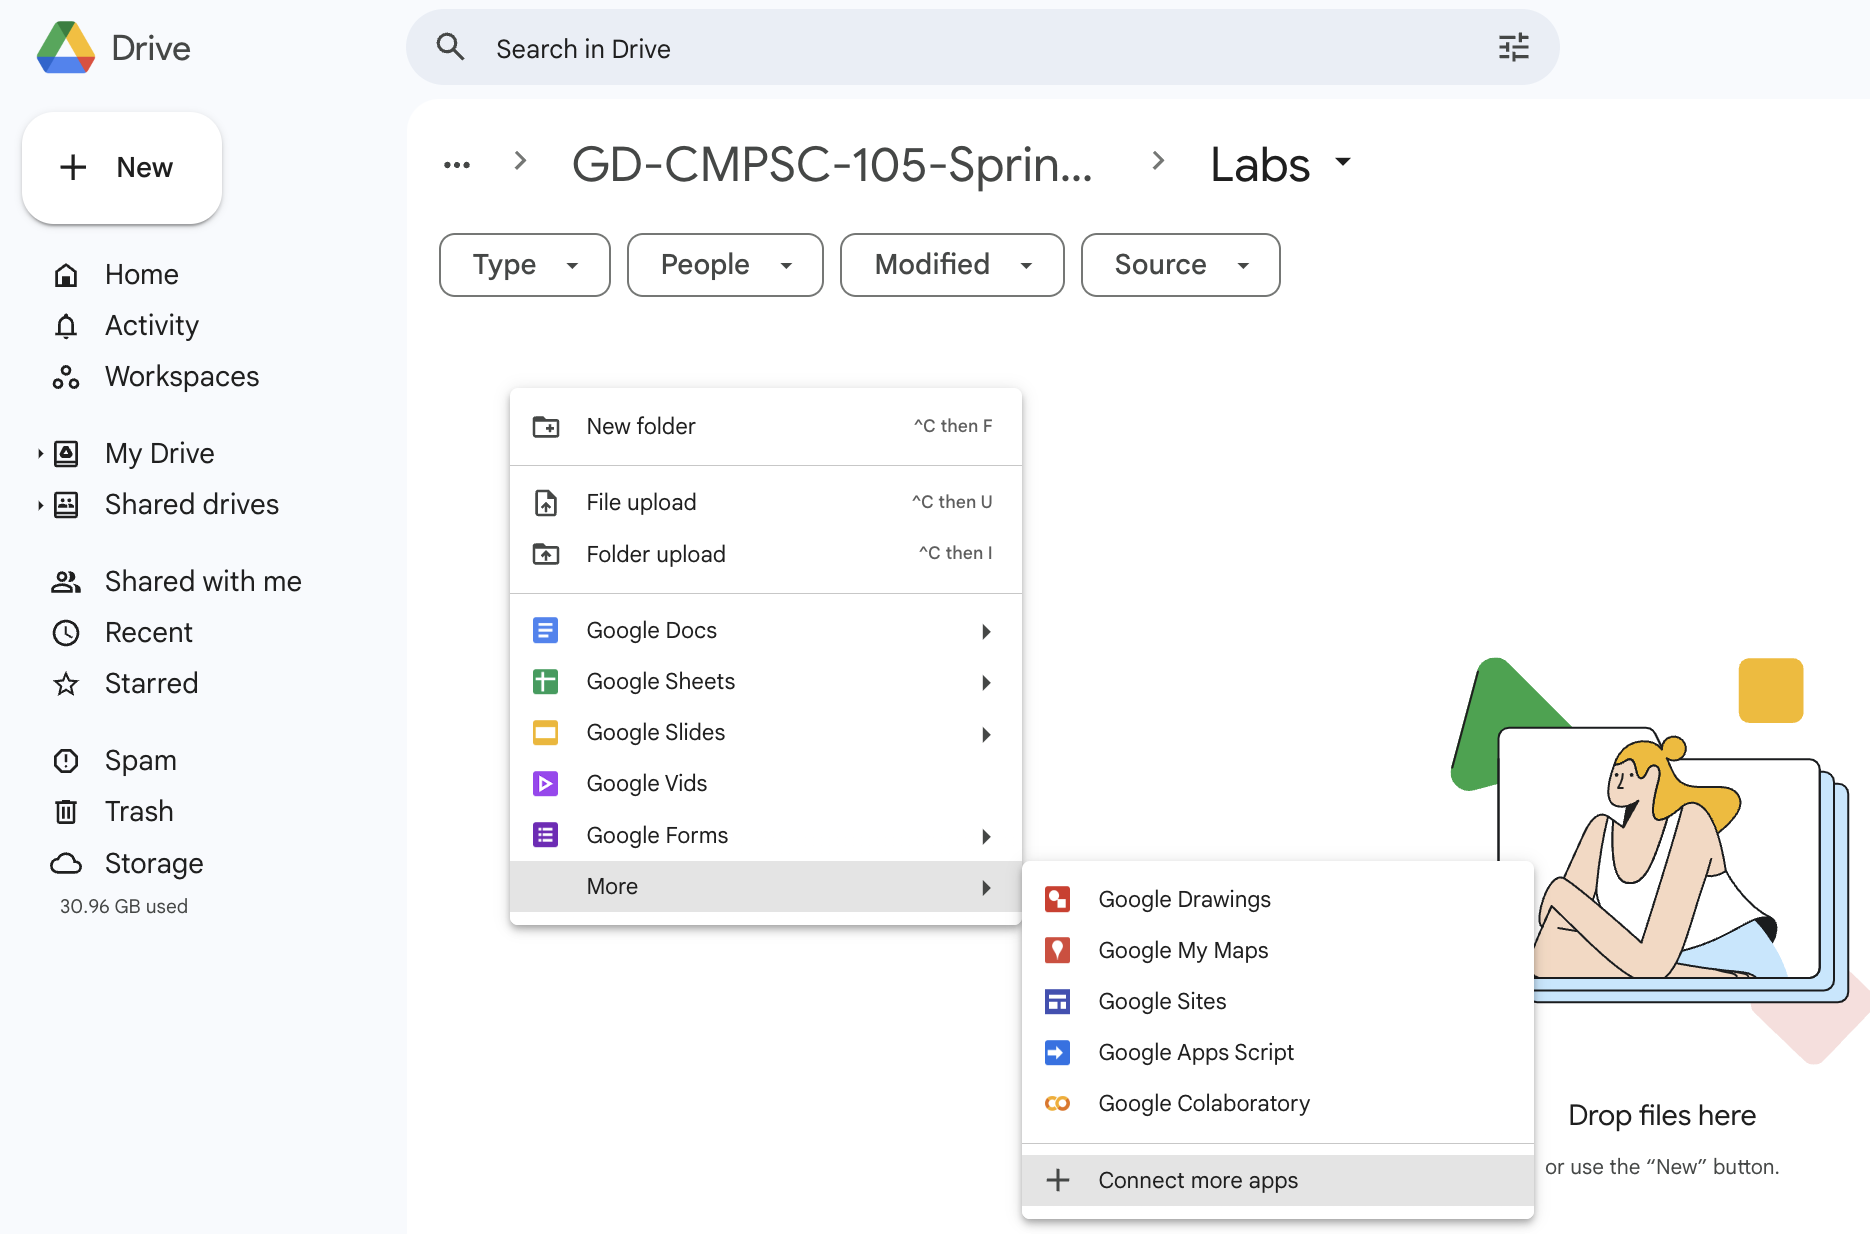 Drive
Search in Drive
New
Home
Activity
Workspaces
My Drive
Shared drives
Shared with me
Recent
Starred
Spam
Trash
Storage
30.96 GB used
... > GD-CMPSC-105-Sprin... > Labs
Type
People
Modified
Source
New folder ^C then F
File upload ^C then U
Folder upload ^C then I
Google Docs
Google Sheets
Google Slides
Google Vids
Google Forms
More
Google Drawings
Google My Maps
Google Sites
Google Apps Script
Google Colaboratory
Connect more apps
Drop files here
or use the “New” button.